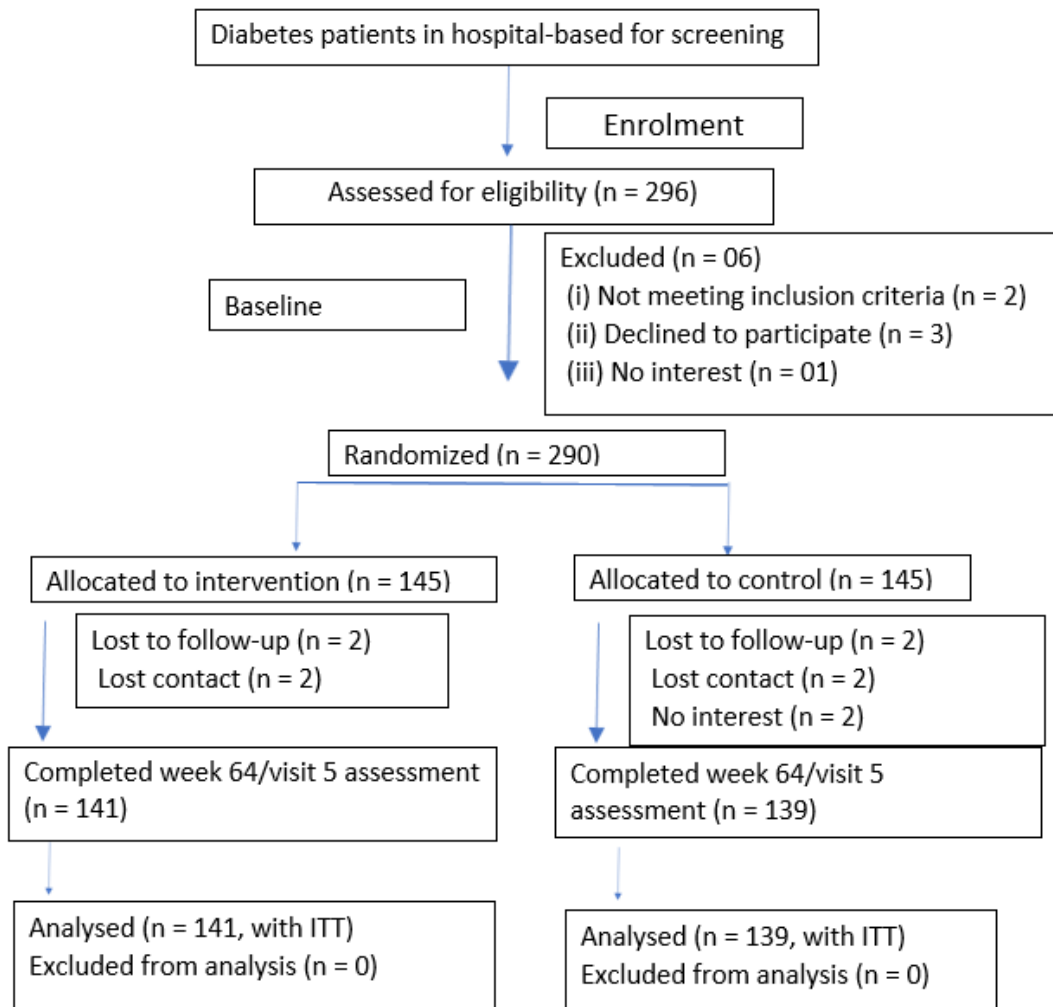 Diabetes patients in hospital-based for screening
Enrolment
Assessed for eligibility (n = 296)
Excluded (n = 06)
(i) Not meeting inclusion criteria (n = 2)
(ii) Declined to participate (n = 3)
(iii) No interest (n = 01)
Baseline
Randomized (n = 290)
Allocated to intervention (n = 145)
Allocated to control (n = 145)
Lost to follow-up (n = 2)
Lost contact (n = 2)
Lost to follow-up (n = 2)
Lost contact (n = 2)
No interest (n = 2)
Completed week 64/visit 5 assessment
(n = 141)
Completed week 64/visit 5
assessment (n = 139)
Analysed (n = 141, with ITT)
Excluded from analysis (n = 0)
Analysed (n = 139, with ITT)
Excluded from analysis (n = 0)